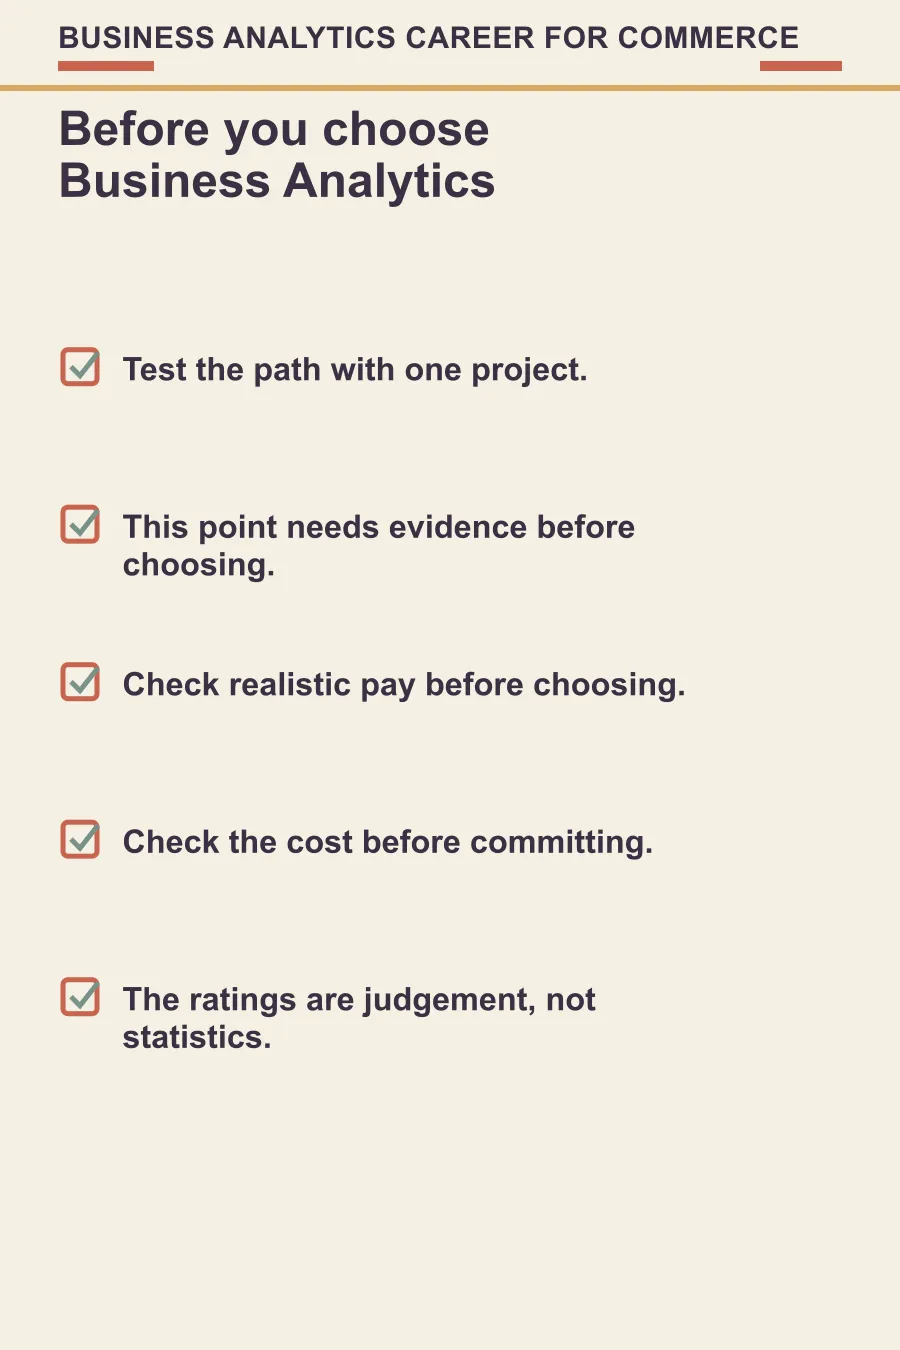 BUSINESS ANALYTICS CAREER FOR COMMERCE
Before you choose
Business Analytics
Test the path with one project.
This point needs evidence before
choosing.
Check realistic pay before choosing.
Check the cost before committing.
The ratings are judgement, not
statistics.